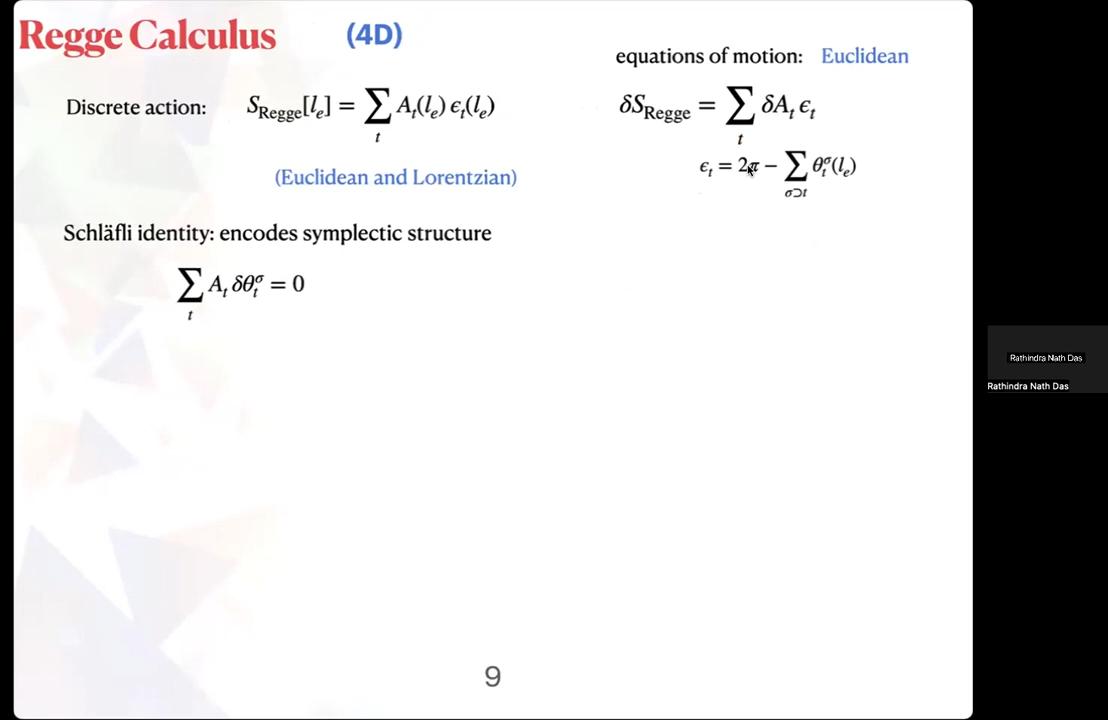 Regge Calculus (4D)
Discrete action: S_Regge[l_e] = ∑_t A_t(l_e) ϵ_t(l_e)
(Euclidean and Lorentzian)
Schläfli identity: encodes symplectic structure
∑_t A_t δθ_t^σ = 0
equations of motion: Euclidean
δS_Regge = ∑_t δA_t ϵ_t
ϵ_t = 2π − ∑_{σ⊃t} θ_t^σ(l_e)
9
Rathindra Nath Das
Rathindra Nath Das